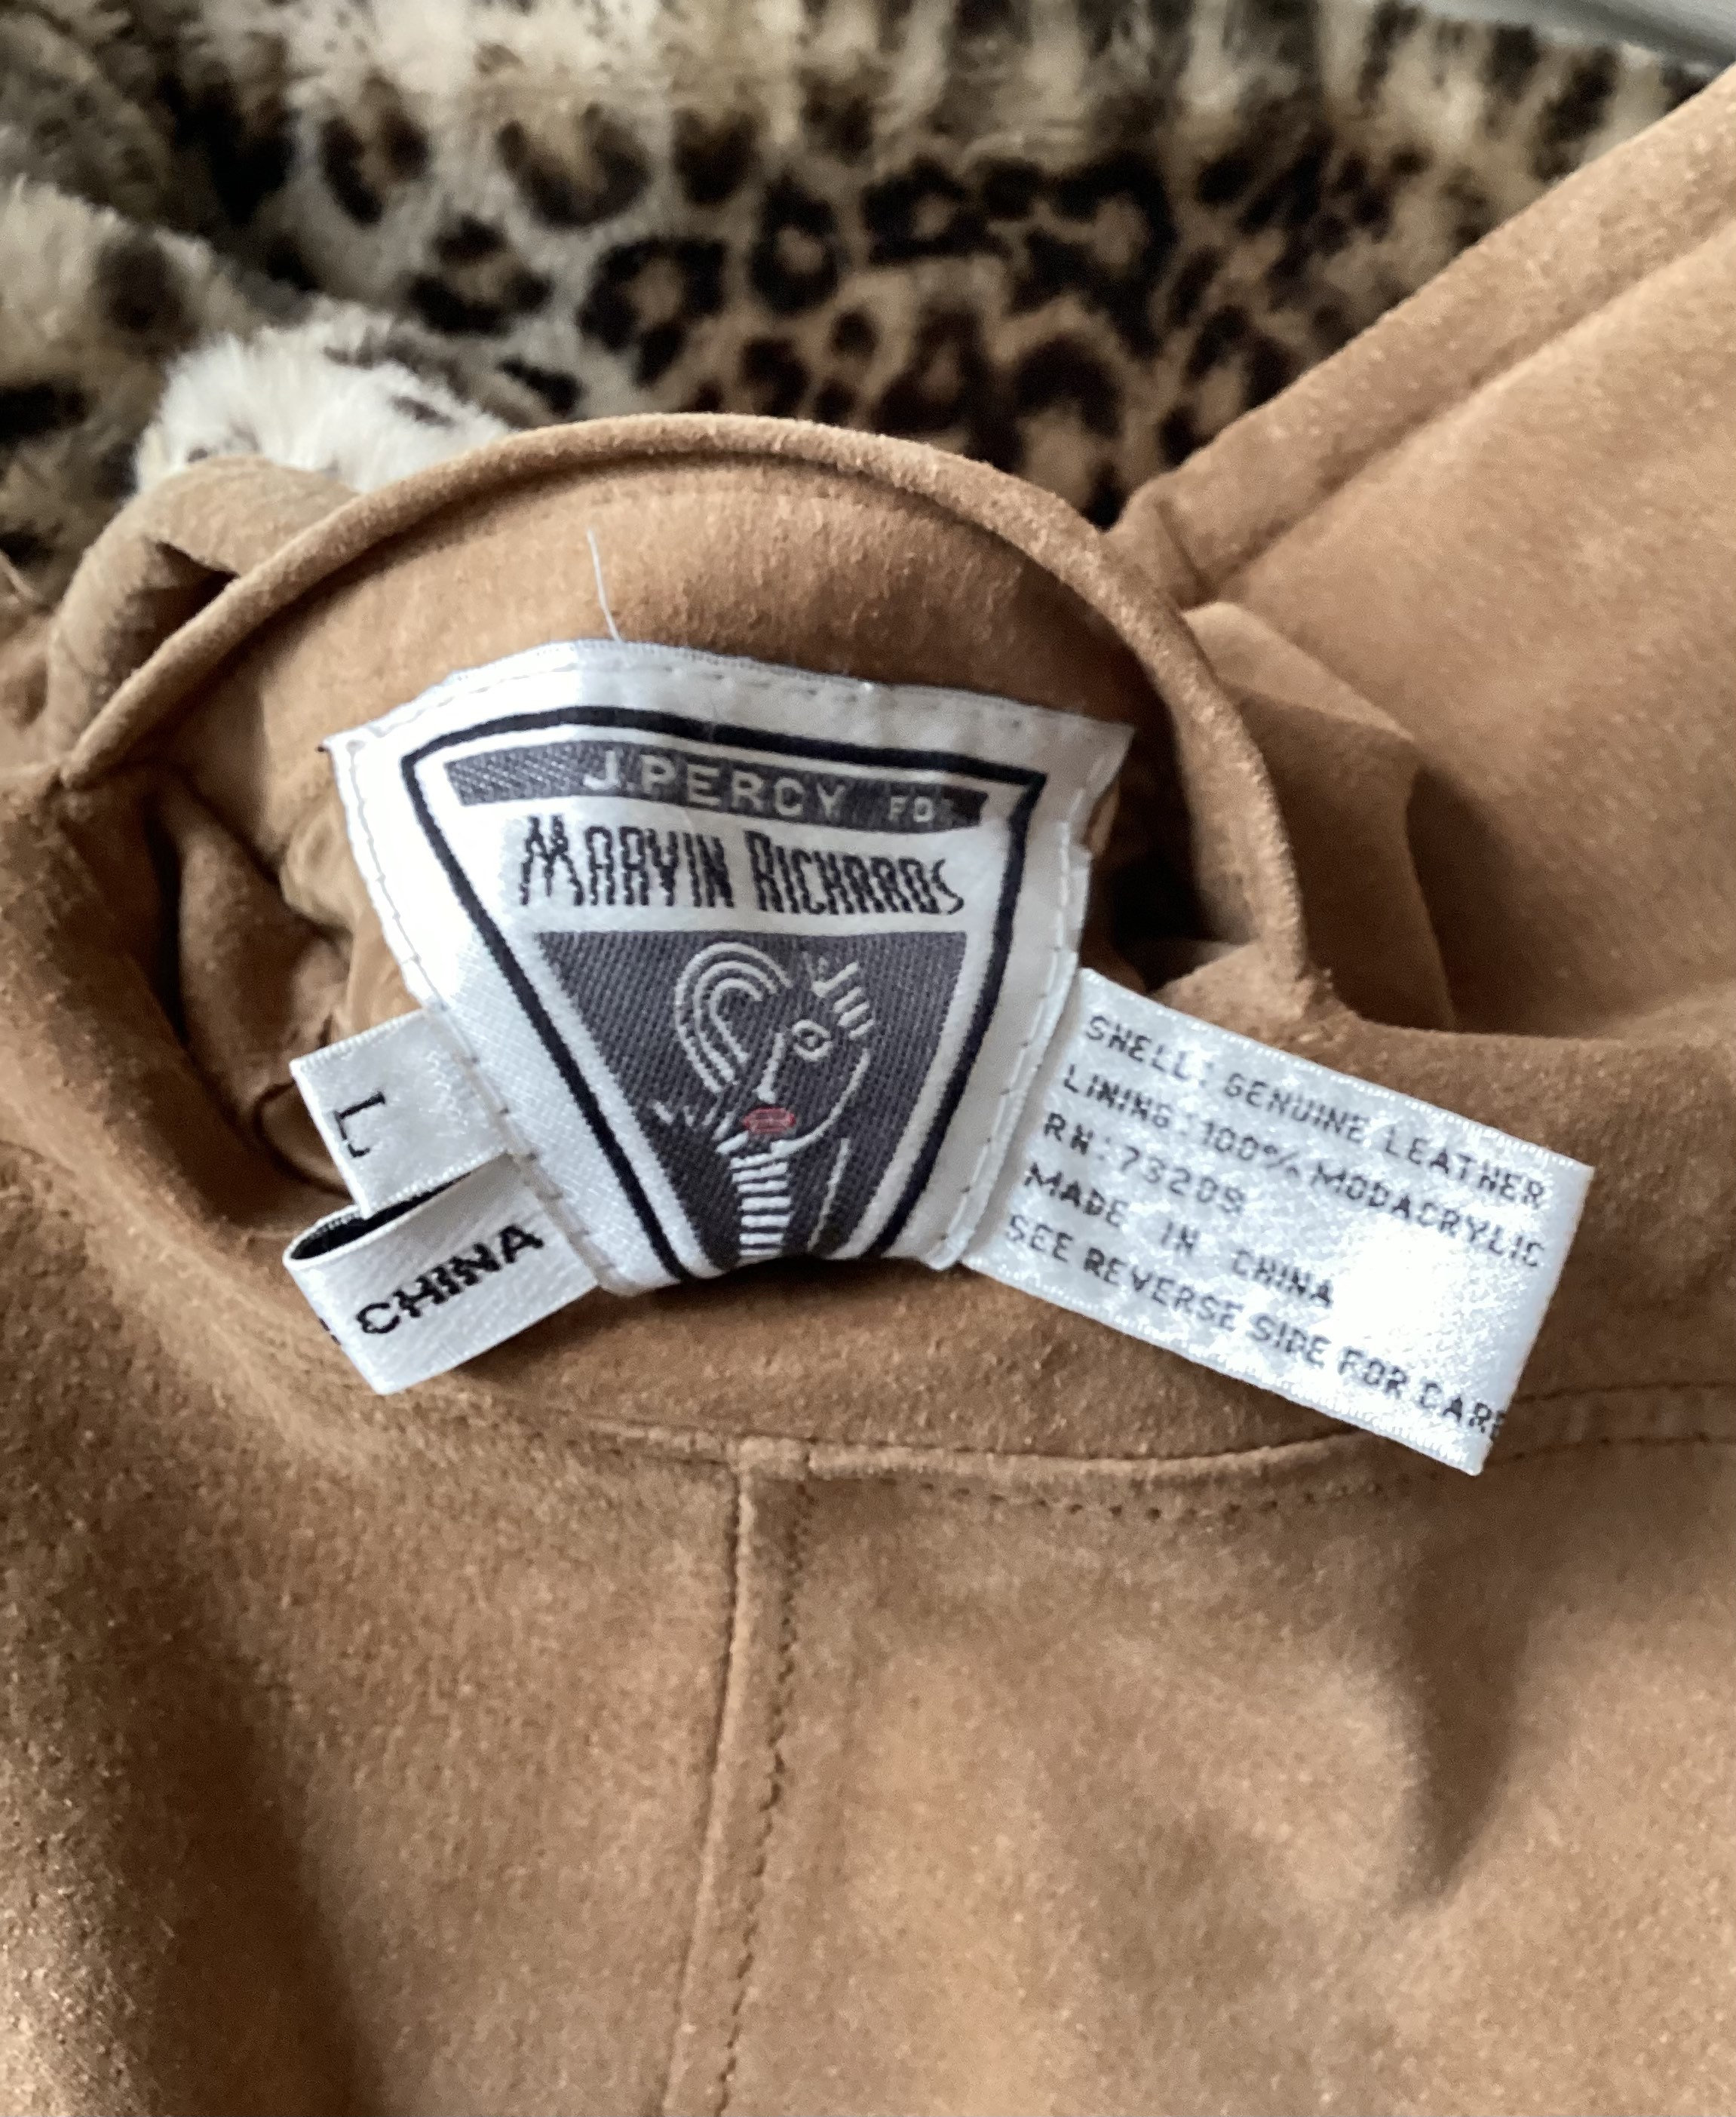 J.PERCY FOR
MARVIN RICHARDS
L
CHINA
SHELL: GENUINE LEATHER
LINING: 100% MODACRYLIC
RN: 73209
MADE IN CHINA
SEE REVERSE SIDE FOR CARE